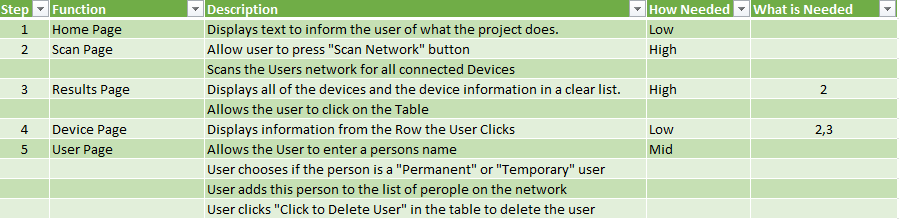 Step Function Description How Needed What is Needed
1 Home Page Displays text to inform the user of what the project does. Low
2 Scan Page Allow user to press "Scan Network" button High
Scans the Users network for all connected Devices
3 Results Page Displays all of the devices and the device information in a clear list. High 2
Allows the user to click on the Table
4 Device Page Displays information from the Row the User Clicks Low 2,3
5 User Page Allows the User to enter a persons name Mid
User chooses if the person is a "Permanent" or "Temporary" user
User adds this person to the list of perople on the network
User clicks "Click to Delete User" in the table to delete the user